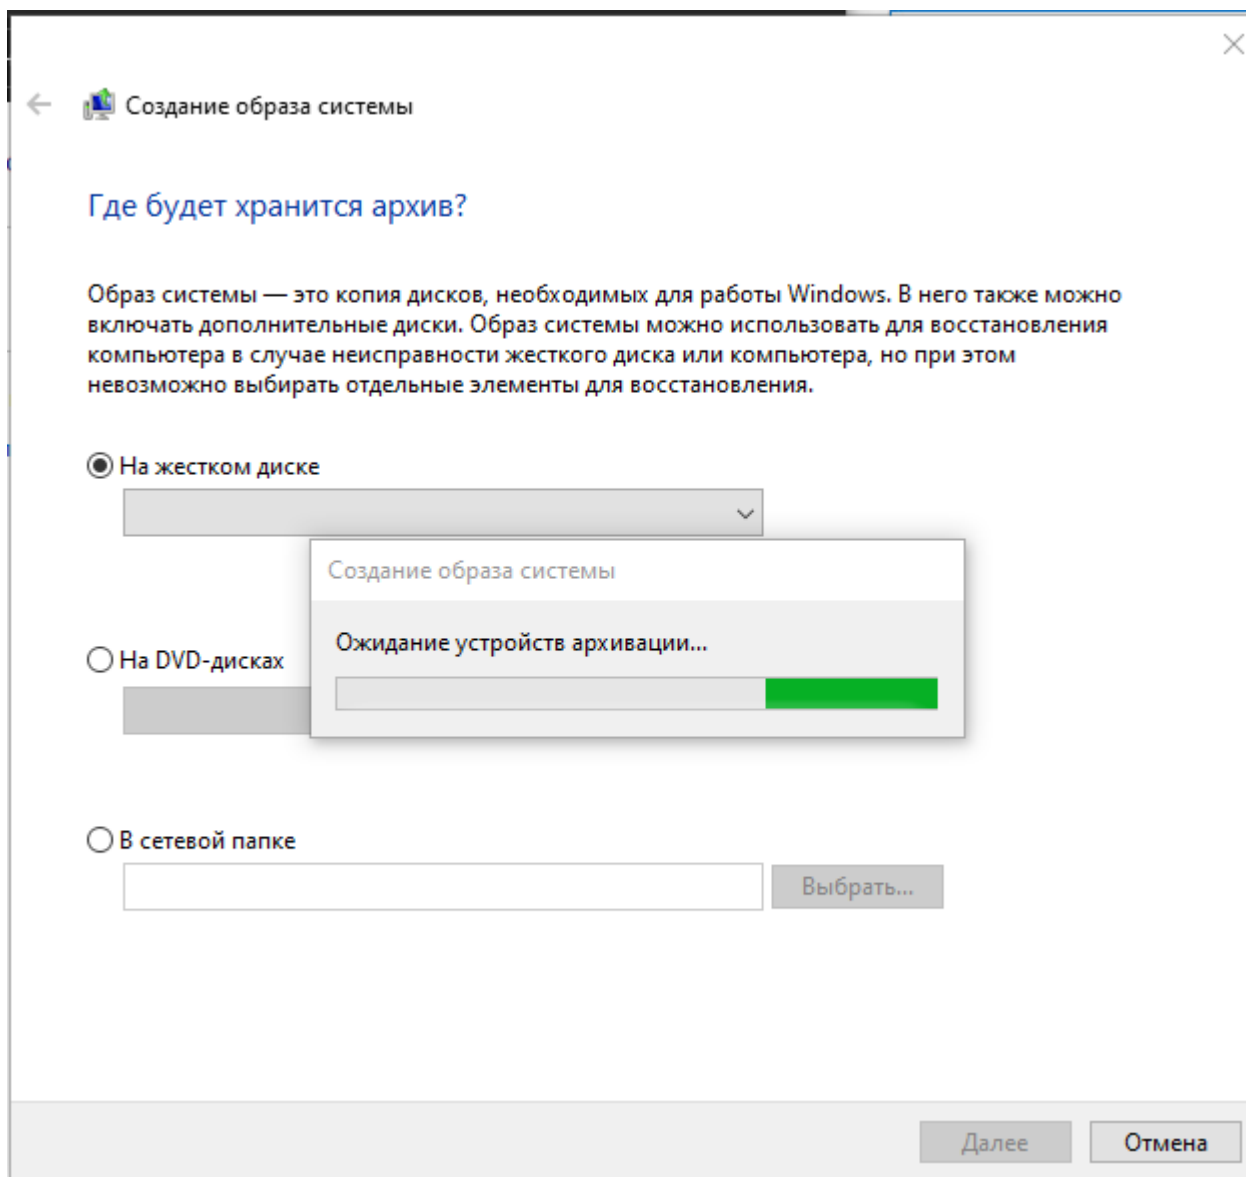 Создание образа системы
Где будет хранится архив?
Образ системы — это копия дисков, необходимых для работы Windows. В него также можно
включать дополнительные диски. Образ системы можно использовать для восстановления
компьютера в случае неисправности жесткого диска или компьютера, но при этом
невозможно выбирать отдельные элементы для восстановления.
На жестком диске
Создание образа системы
Ожидание устройств архивации...
На DVD-дисках
В сетевой папке
Выбрать...
Далее
Отмена